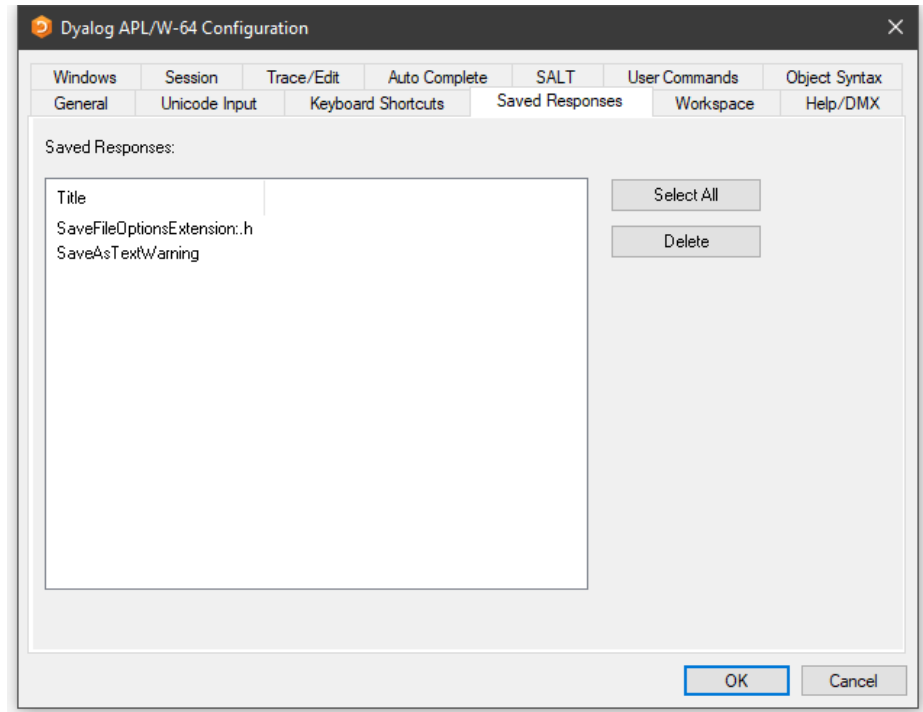 Dyalog APL/W-64 Configuration
Windows Session Trace/Edit Auto Complete SALT User Commands Object Syntax
General Unicode Input Keyboard Shortcuts Saved Responses Workspace Help/DMX
Saved Responses:
Title
SaveFileOptionsExtension:.h
SaveAsTextWarning
Select All
Delete
OK Cancel